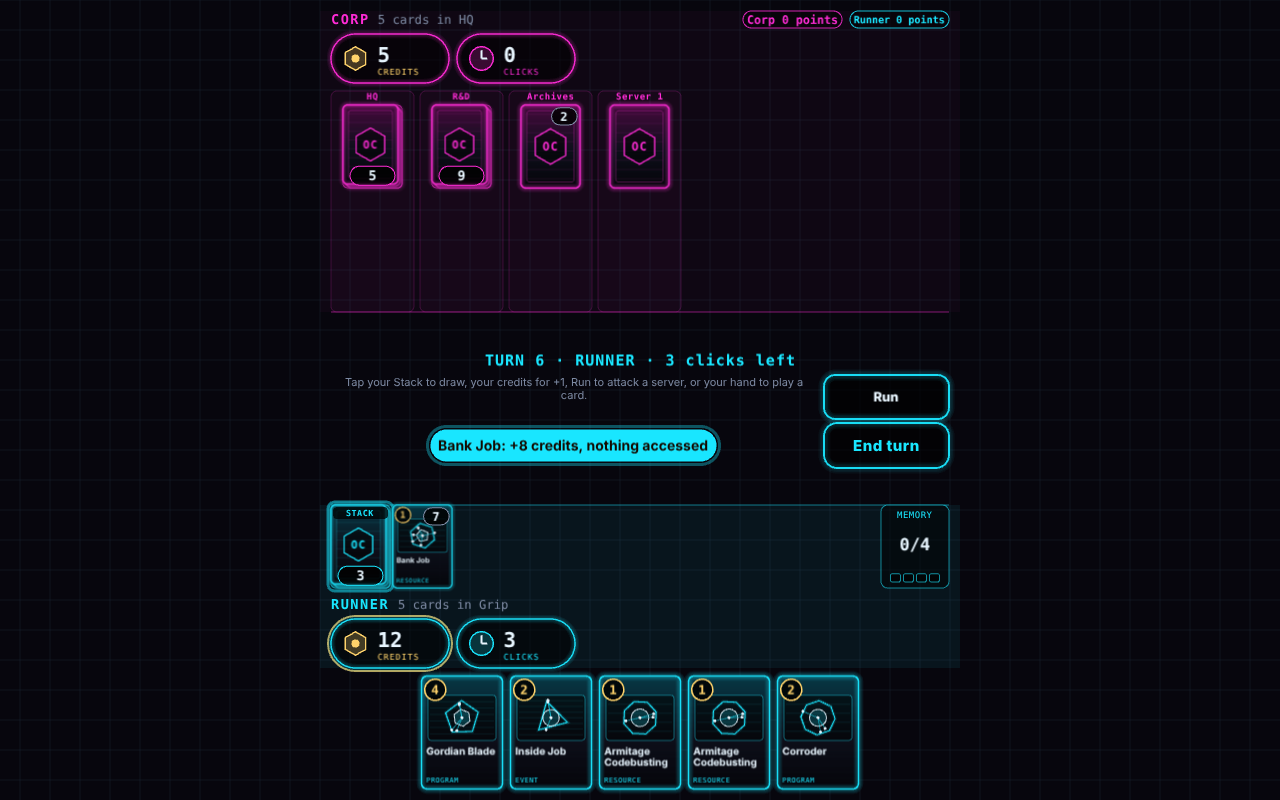 CORP 5 cards in HQ
Corp 0 points
Runner 0 points
5
CREDITS
0
CLICKS
HQ
R&D
Archives
Server 1
OC
5
OC
9
OC
2
OC
TURN 6 · RUNNER · 3 clicks left
Tap your Stack to draw, your credits for +1, Run to attack a server, or your hand to play a
card.
Run
Bank Job: +8 credits, nothing accessed
End turn
STACK
OC
3
1
7
Bank Job
RESOURCE
MEMORY
0/4
RUNNER 5 cards in Grip
12
CREDITS
3
CLICKS
4
Gordian Blade
PROGRAM
2
Inside Job
EVENT
1
Armitage
Codebusting
RESOURCE
1
Armitage
Codebusting
RESOURCE
2
Corroder
PROGRAM